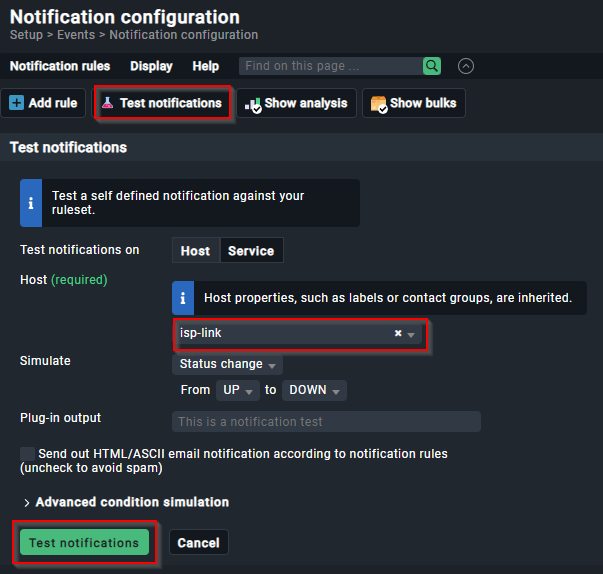 Notification configuration
Setup > Events > Notification configuration
Notification rules Display Help Find on this page ...
Add rule Test notifications Show analysis Show bulks
Test notifications
Test a self defined notification against your
ruleset.
Test notifications on Host Service
Host (required)
Host properties, such as labels or contact groups, are inherited.
isp-link
Simulate Status change
From UP to DOWN
Plug-in output This is a notification test
Send out HTML/ASCII email notification according to notification rules
(uncheck to avoid spam)
Advanced condition simulation
Test notifications Cancel